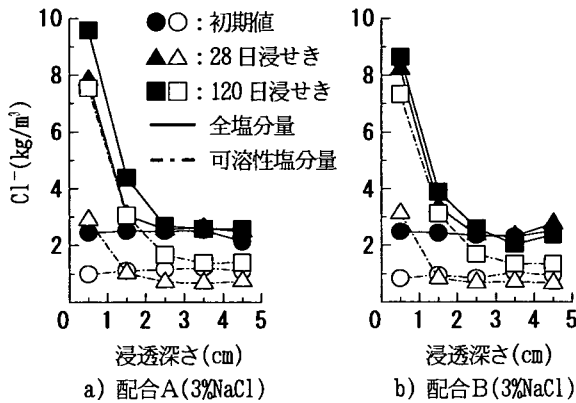 ●○：初期値
▲△：28日浸せき
■□：120日浸せき
全塩分量
可溶性塩分量
Cl⁻(kg/m³)
10
8
6
4
2
0 1 2 3 4 5
浸透深さ(cm)
a) 配合A(3%NaCl)
10
8
6
4
2
0 1 2 3 4 5
浸透深さ(cm)
b) 配合B(3%NaCl)